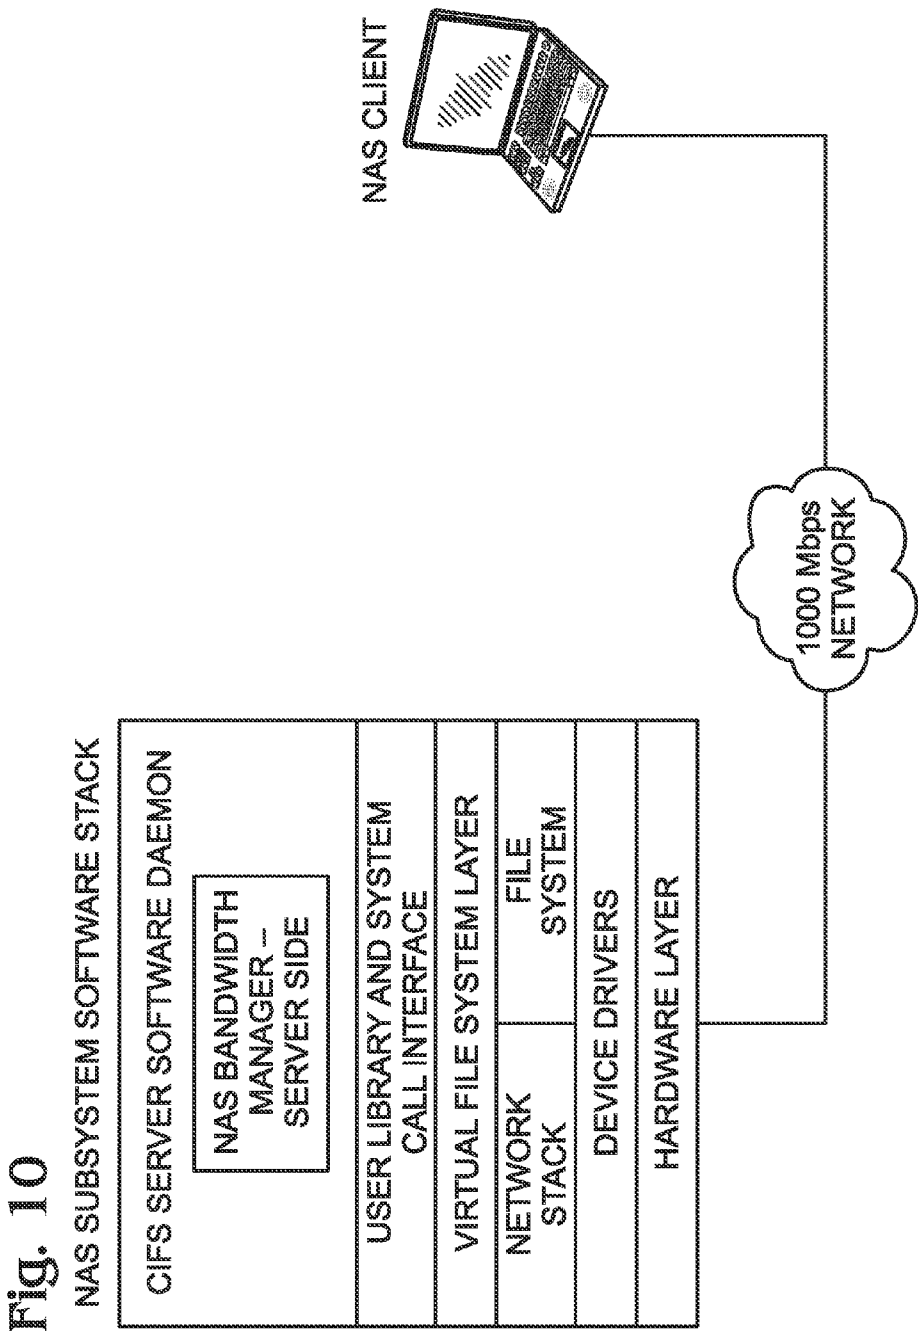 Fig. 10
NAS SUBSYSTEM SOFTWARE STACK
CIFS SERVER SOFTWARE DAEMON
NAS BANDWIDTH
MANAGER –
SERVER SIDE
USER LIBRARY AND SYSTEM
CALL INTERFACE
VIRTUAL FILE SYSTEM LAYER
NETWORK
STACK
FILE
SYSTEM
DEVICE DRIVERS
HARDWARE LAYER
1000 Mbps
NETWORK
NAS CLIENT